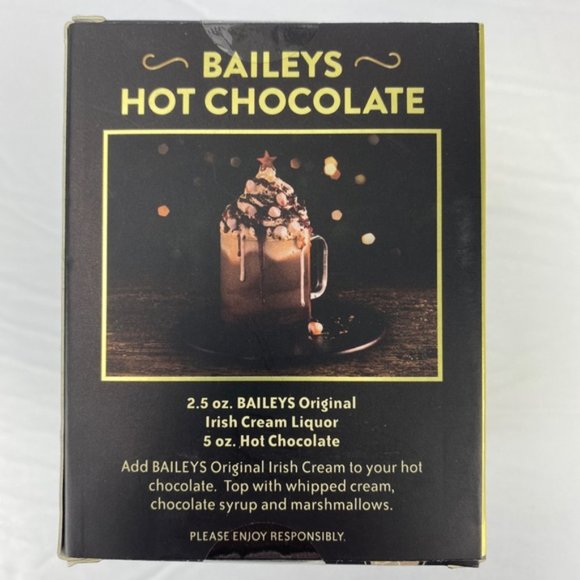 BAILEYS
HOT CHOCOLATE
2.5 oz. BAILEYS Original
Irish Cream Liquor
5 oz. Hot Chocolate
Add BAILEYS Original Irish Cream to your hot
chocolate. Top with whipped cream,
chocolate syrup and marshmallows.
PLEASE ENJOY RESPONSIBLY.